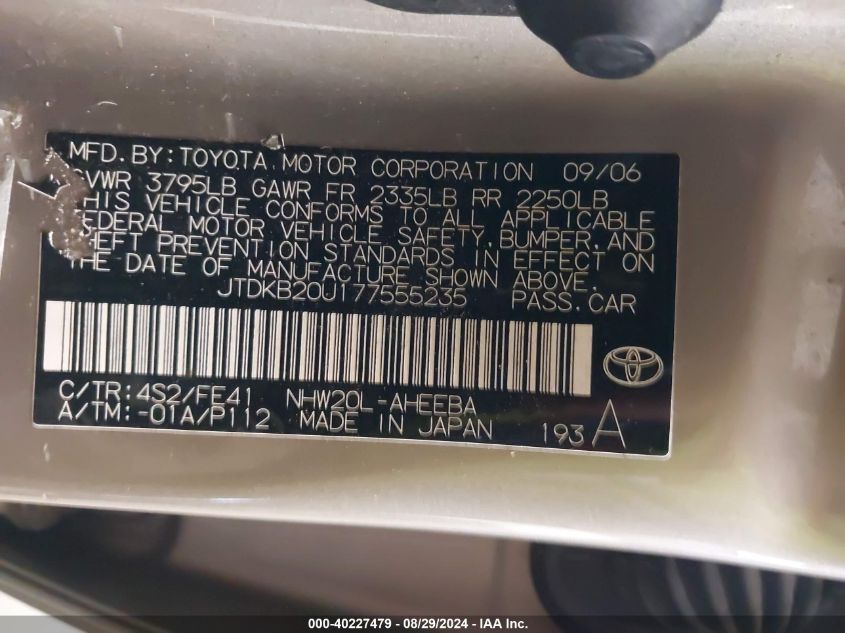 MFD. BY: TOYOTA MOTOR CORPORATION 09/06
GVWR 3795LB GAWR FR 2335LB RR 2250LB
THIS VEHICLE CONFORMS TO ALL APPLICABLE
FEDERAL MOTOR VEHICLE SAFETY, BUMPER, AND
THEFT PREVENTION STANDARDS IN EFFECT ON
THE DATE OF MANUFACTURE SHOWN ABOVE.
JTDKB20U177555235 PASS. CAR
C/TR: 4S2/FE41 NHW20L-AHEEBA
A/TM: -01A/P112 MADE IN JAPAN 193 A
000-40227479 - 08/29/2024 - IAA Inc.